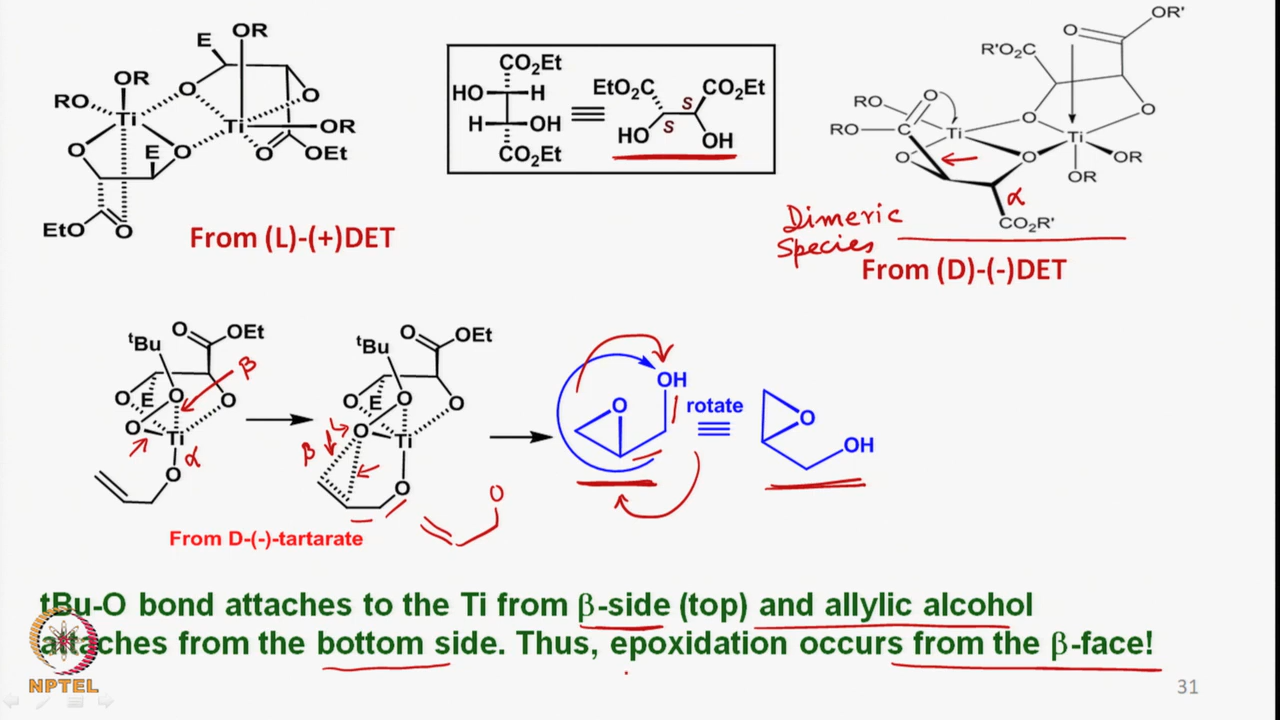 E OR
OR
RO
Ti
O
O
Ti
OR
O
E
O
O
OEt
EtO
O
From (L)-(+)DET
CO₂Et
HO H
H OH
CO₂Et
≡
EtO₂C CO₂Et
S
S
HO
OH
OR'
O
R'O₂C
RO
O
O
RO C
Ti
O
Ti
O
O
OR
OR
α
CO₂R'
Dimeric
Species
From (D)-(-)DET
ᵗBu O OEt
β
O E O O
O
Ti
α
O
ᵗBu O OEt
O E O O
O
Ti
β
O
O
From D-(-)-tartarate
OH
O
rotate
≡
O
OH
tBu-O bond attaches to the Ti from β-side (top) and allylic alcohol
attaches from the bottom side. Thus, epoxidation occurs from the β-face!
NPTEL
31